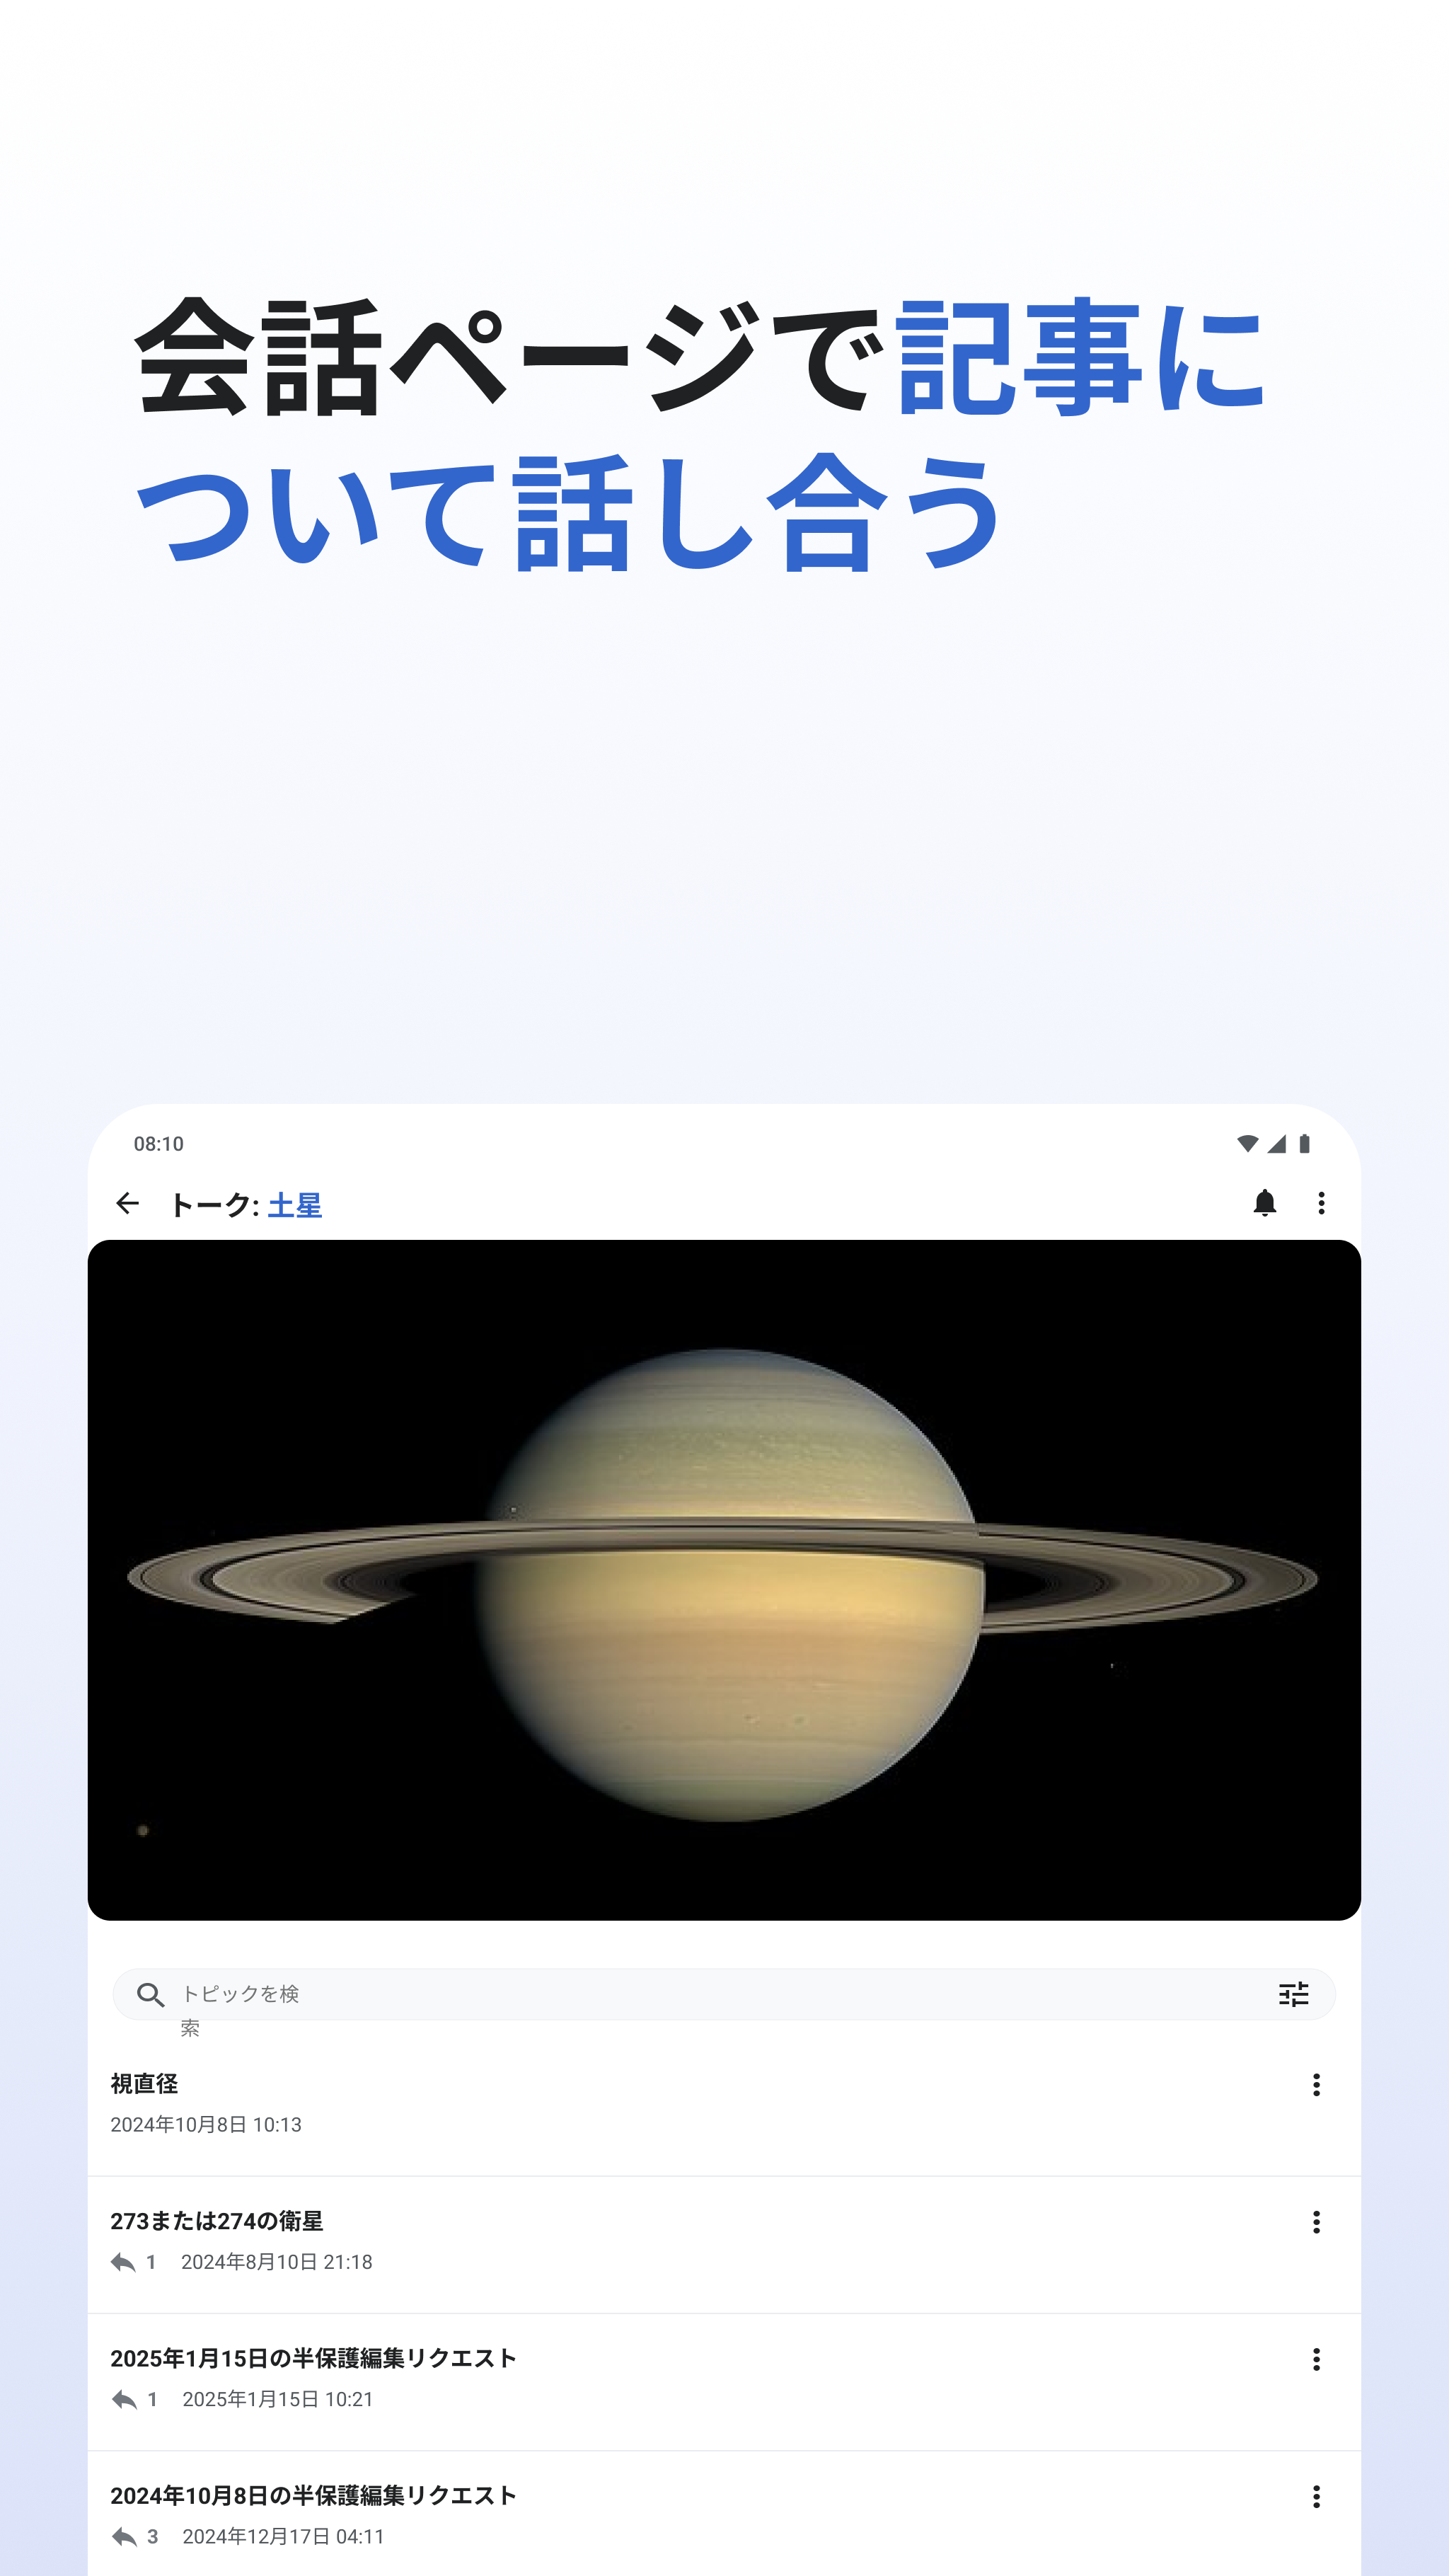 会話ページで記事に
ついて話し合う
08:10
トーク: 土星
トピックを検
索
視直径
2024年10月8日 10:13
273または274の衛星
1 2024年8月10日 21:18
2025年1月15日の半保護編集リクエスト
1 2025年1月15日 10:21
2024年10月8日の半保護編集リクエスト
3 2024年12月17日 04:11